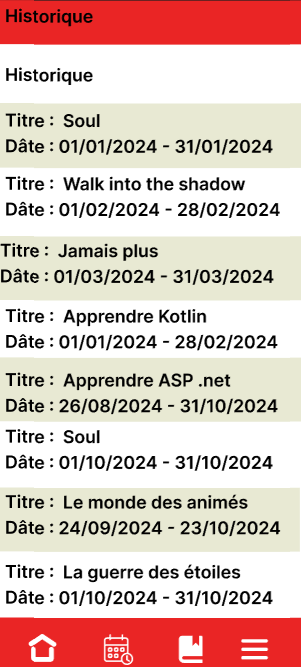 Historique
Historique
Titre : Soul
Dâte : 01/01/2024 - 31/01/2024
Titre : Walk into the shadow
Dâte : 01/02/2024 - 28/02/2024
Titre : Jamais plus
Dâte : 01/03/2024 - 31/03/2024
Titre : Apprendre Kotlin
Dâte : 01/01/2024 - 28/02/2024
Titre : Apprendre ASP .net
Dâte : 26/08/2024 - 31/10/2024
Titre : Soul
Dâte : 01/10/2024 - 31/10/2024
Titre : Le monde des animés
Dâte : 24/09/2024 - 23/10/2024
Titre : La guerre des étoiles
Dâte : 01/10/2024 - 31/10/2024